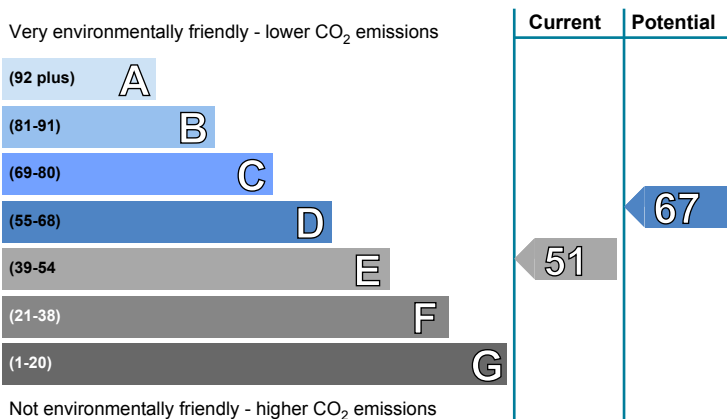 Very environmentally friendly - lower CO2 emissions
Current
Potential
(92 plus) A
(81-91) B
(69-80) C
(55-68) D
67
(39-54 E
51
(21-38) F
(1-20) G
Not environmentally friendly - higher CO2 emissions